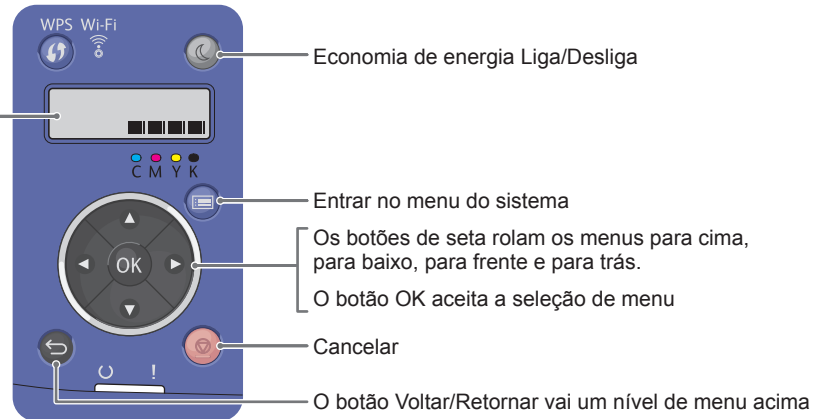 WPS Wi-Fi
Economia de energia Liga/Desliga
C M Y K
Entrar no menu do sistema
Os botões de seta rolam os menus para cima,
para baixo, para frente e para trás.
OK
O botão OK aceita a seleção de menu
Cancelar
!
O botão Voltar/Retornar vai um nível de menu acima